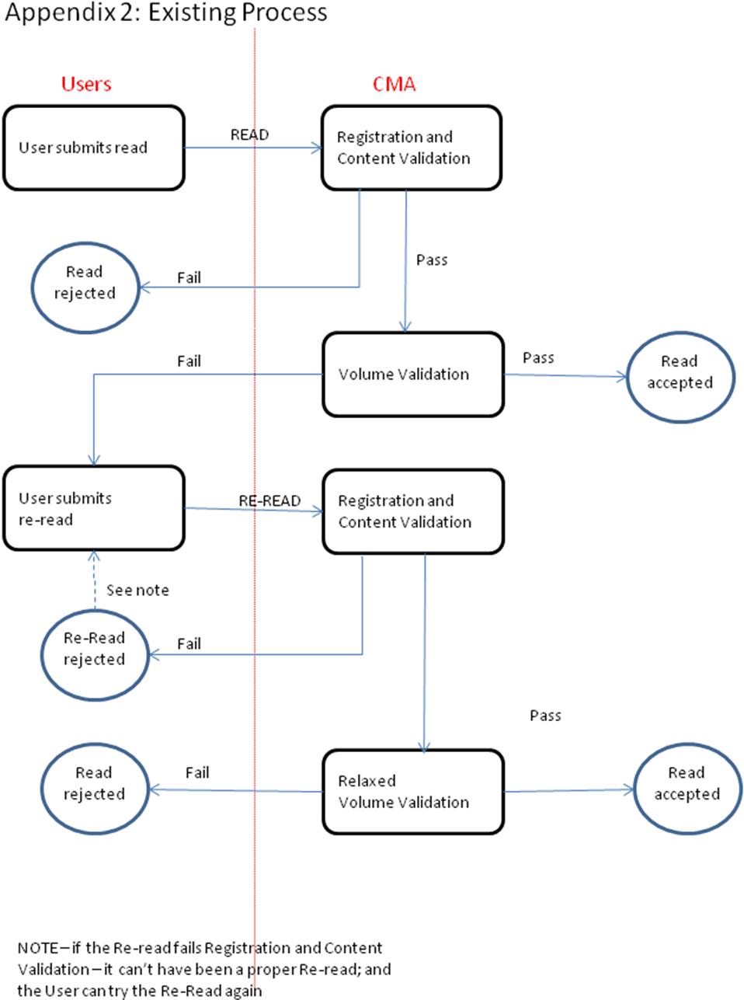 Appendix 2: Existing Process
Users
CMA
User submits read
READ
Registration and
Content Validation
Pass
Fail
Read
rejected
Fail
Volume Validation
Pass
Read
accepted
User submits
re-read
RE-READ
Registration and
Content Validation
See note
Re-Read
rejected
Fail
Pass
Read
rejected
Fail
Relaxed
Volume Validation
Read
accepted
NOTE – if the Re-read fails Registration and Content
Validation – it can't have been a proper Re-read; and
the User can try the Re-Read again